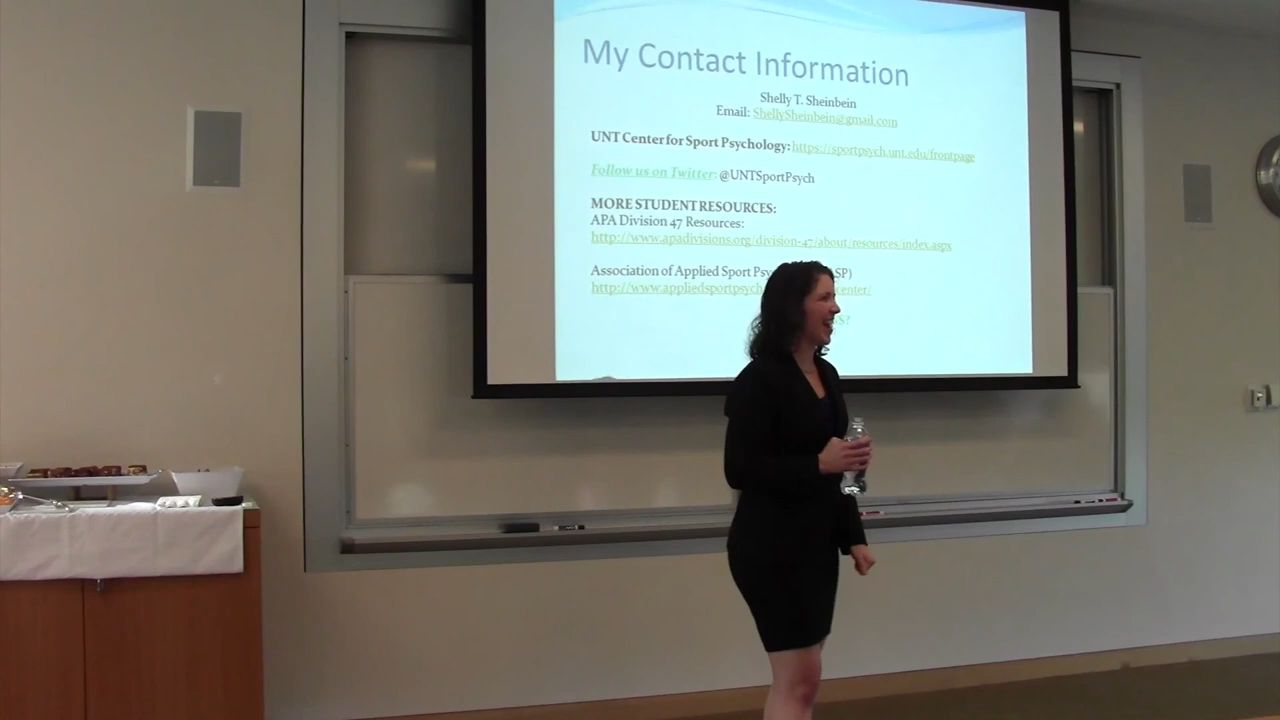 My Contact Information
Shelly T. Sheinbein
Email: ShellySheinbein@gmail.com
UNT Center for Sport Psychology: https://sportpsych.unt.edu/frontpage
Follow us on Twitter: @UNTSportPsych
MORE STUDENT RESOURCES:
APA Division 47 Resources:
http://www.apadivisions.org/division-47/about/resources/index.aspx
Association of Applied Sport
http://www.appliedsportpsych center/